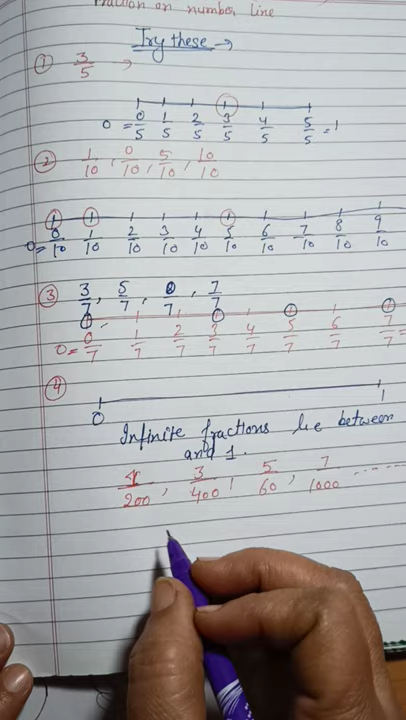 Fraction on number line
Try these →
① 3/5 →
0 = 0/5 1/5 2/5 3/5 4/5 5/5 = 1
② 1/10, 0/10, 5/10, 10/10
0 = 0/10 1/10 2/10 3/10 4/10 5/10 6/10 7/10 8/10 9/10
③ 3/7, 5/7, 0/7, 7/7
0 = 0/7 1/7 2/7 3/7 4/7 5/7 6/7 7/7 =
④
0 1
Infinite fractions lie between
and 1.
/200, 3/400, 5/60, 7/1000 ------